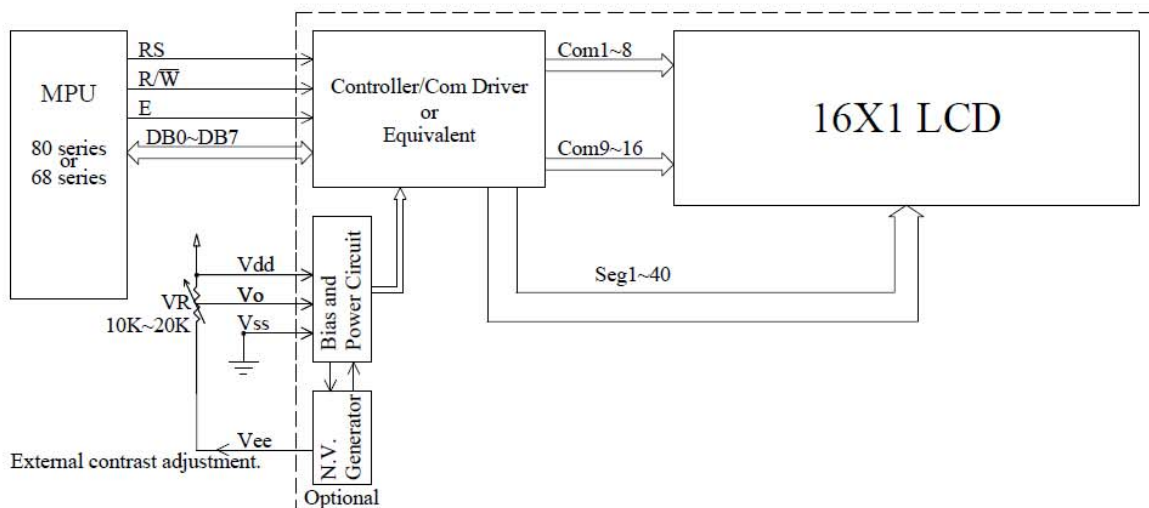 MPU
80 series
or
68 series
RS
R/W̅
E
DB0~DB7
Controller/Com Driver
or
Equivalent
Com1~8
Com9~16
16X1 LCD
Seg1~40
Vdd
Vo
Vss
VR
10K~20K
Bias and
Power Circuit
N.V.
Generator
Vee
External contrast adjustment.
Optional